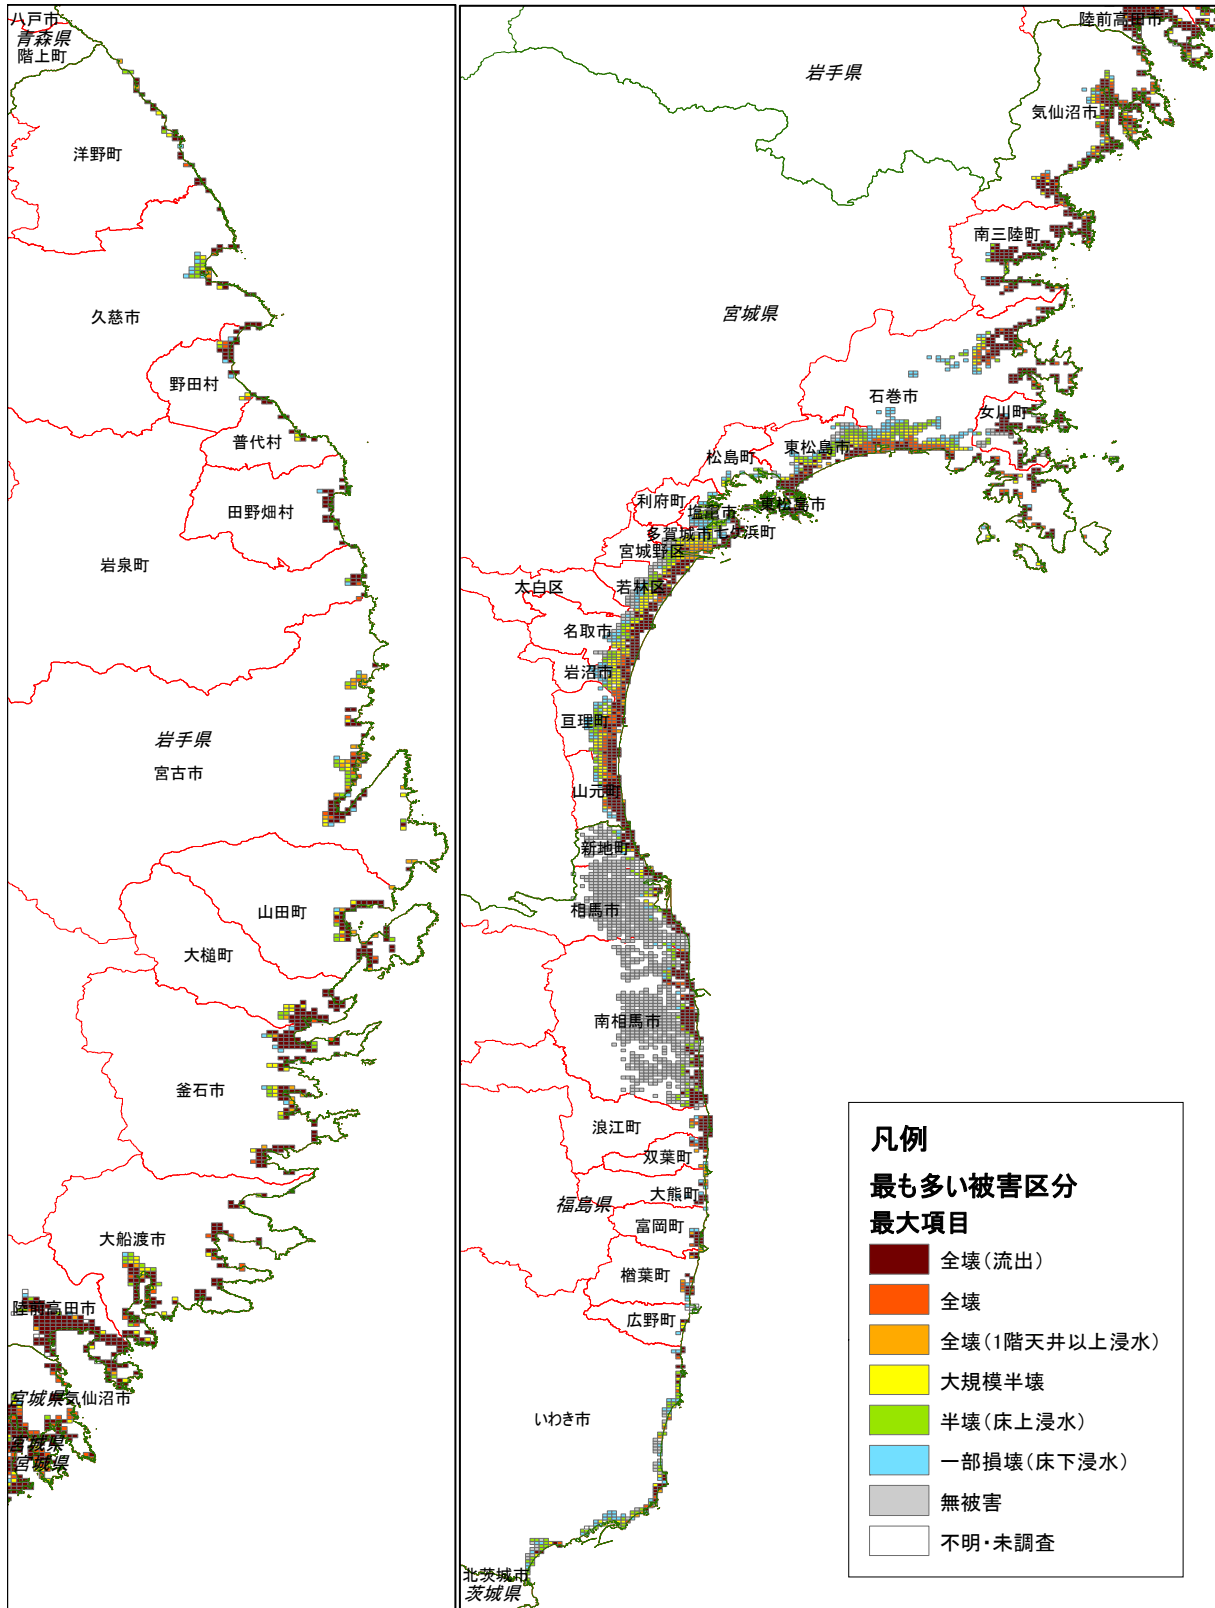 八戸市
青森県
階上町
洋野町
久慈市
野田村
普代村
田野畑村
岩泉町
岩手県
宮古市
山田町
大槌町
釜石市
大船渡市
陸前高田市
宮城県
気仙沼市
宮城県
宮城県
陸前高田市
岩手県
気仙沼市
南三陸町
宮城県
石巻市
女川町
東松島市
松島町
利府町
東松島市
塩竈市
多賀城市
七ヶ浜町
宮城野区
太白区
若林区
名取市
岩沼市
亘理町
山元町
新地町
相馬市
南相馬市
浪江町
双葉町
大熊町
福島県
富岡町
楢葉町
広野町
いわき市
北茨城市
茨城県
凡例
最も多い被害区分
最大項目
全壊(流出)
全壊
全壊(1階天井以上浸水)
大規模半壊
半壊(床上浸水)
一部損壊(床下浸水)
無被害
不明・未調査